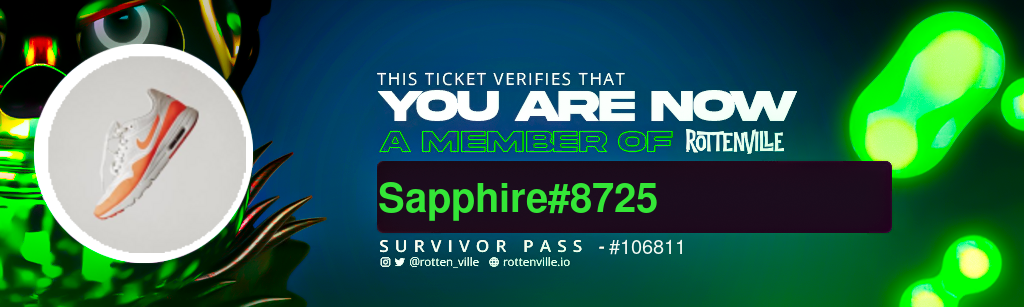 THIS TICKET VERIFIES THAT
YOU ARE NOW
A MEMBER OF ROTTENVILLE
Sapphire#8725
SURVIVOR PASS - #106811
@rotten_ville rottenville.io